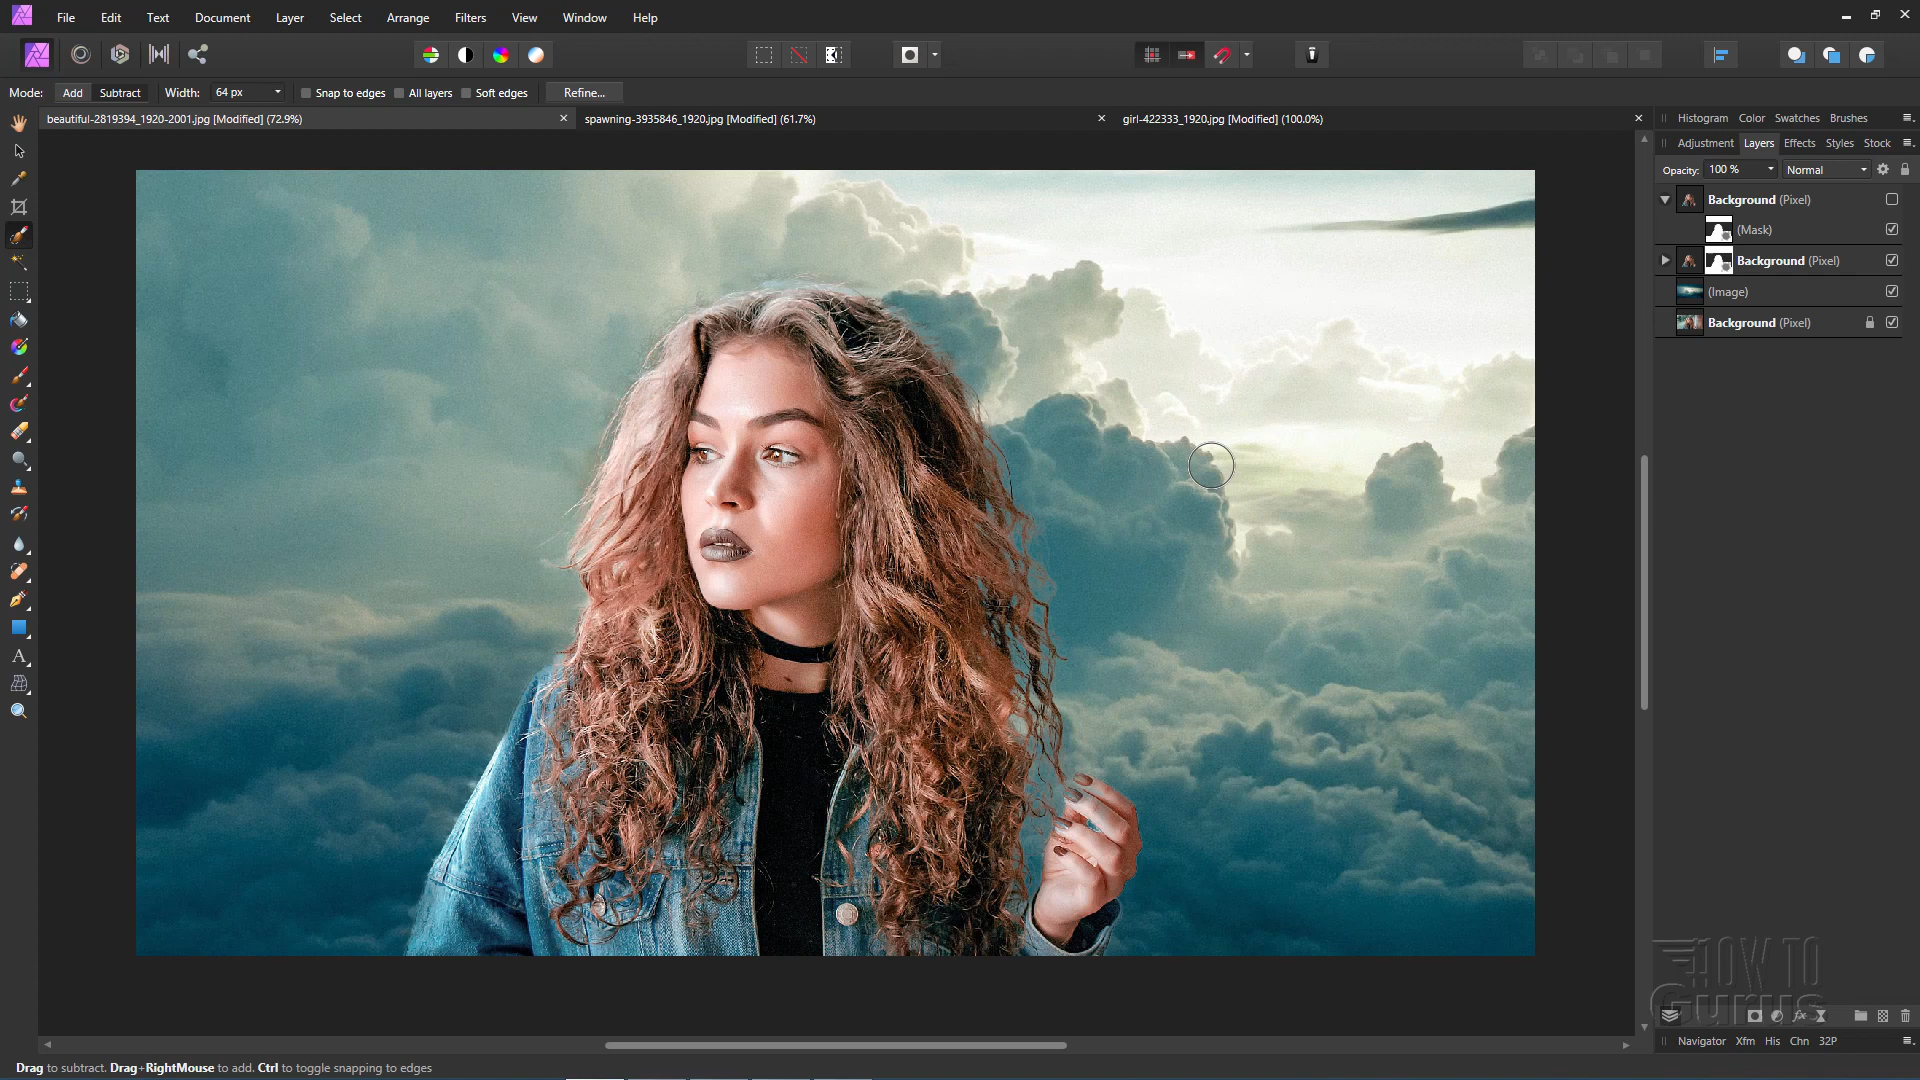 File Edit Text Document Layer Select Arrange Filters View Window Help
Mode: Add Subtract Width: 64 px Snap to edges All layers Soft edges Refine...
beautiful-2819394_1920-2001.jpg [Modified] (72.9%) spawning-3935846_1920.jpg [Modified] (61.7%) girl-422333_1920.jpg [Modified] (100.0%)
Histogram Color Swatches Brushes
Adjustment Layers Effects Styles Stock
Opacity: 100 % Normal
Background (Pixel)
(Mask)
Background (Pixel)
(Image)
Background (Pixel)
A
HOW TO
Gurus
fx
Navigator Xfm His Chn 32P
Drag to subtract. Drag+RightMouse to add. Ctrl to toggle snapping to edges